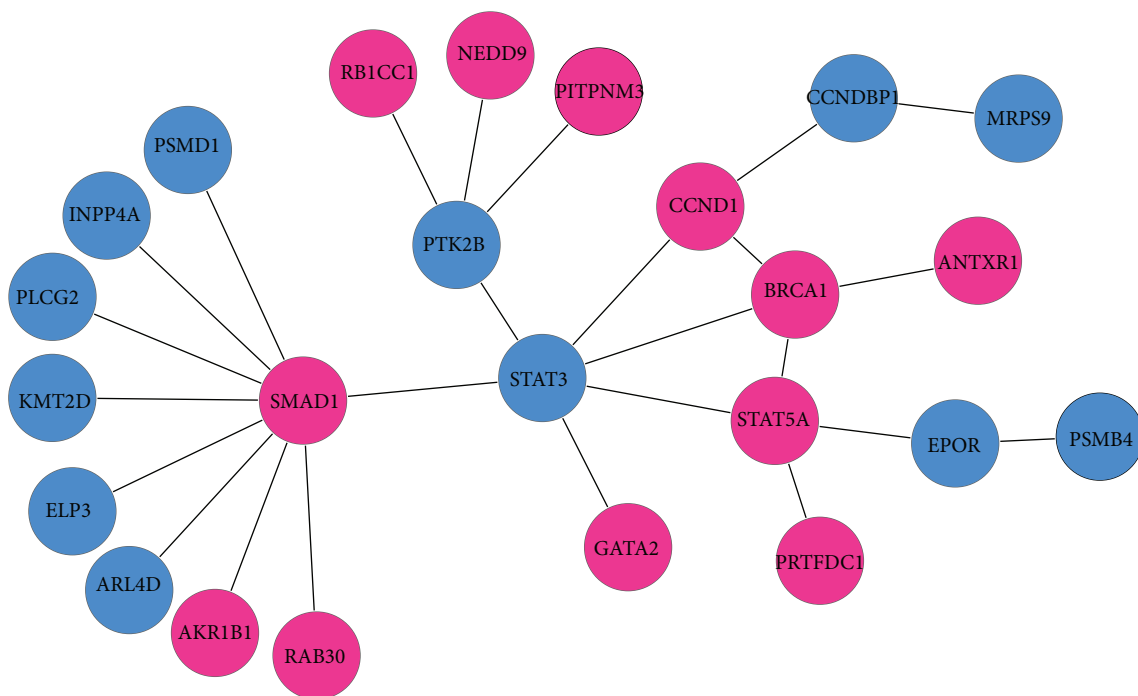 NEDD9
RB1CC1
PITPNM3
CCNDBP1
MRPS9
PSMD1
CCND1
INPP4A
PTK2B
ANTXR1
BRCA1
PLCG2
STAT3
KMT2D
SMAD1
STAT5A
PSMB4
EPOR
ELP3
GATA2
PRTFDC1
ARL4D
AKR1B1
RAB30